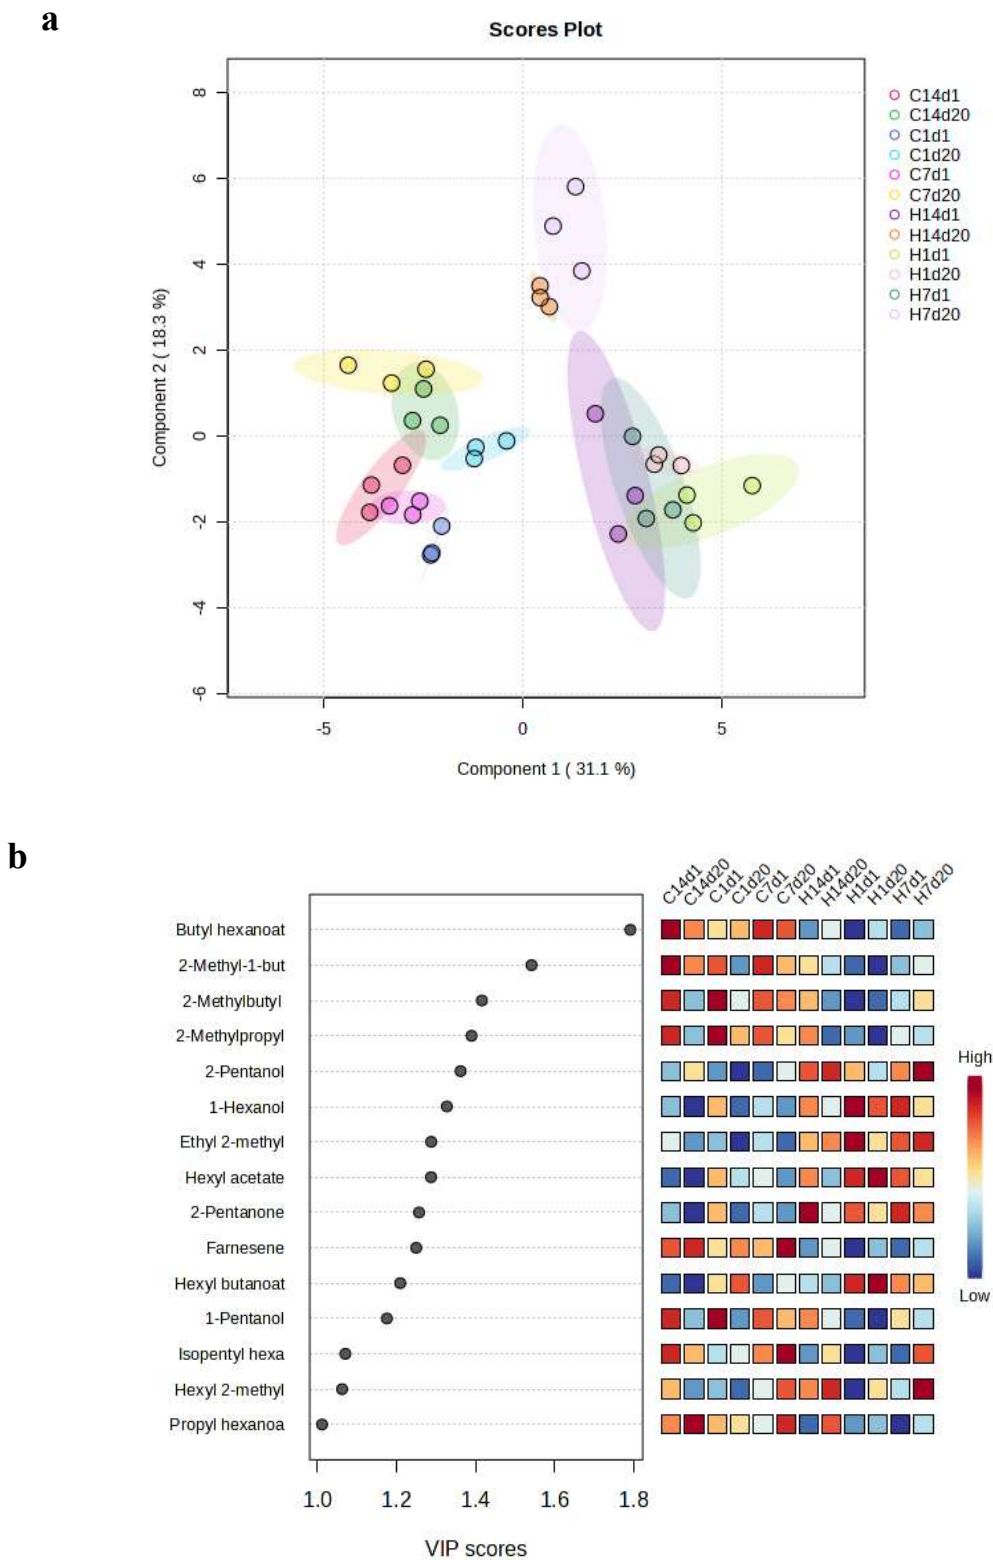 a
Scores Plot
8
6
4
2
0
-2
-4
-6
Component 2 ( 18.3 %)
-5
0
5
Component 1 ( 31.1 %)
C14d1
C14d20
C1d1
C1d20
C7d1
C7d20
H14d1
H14d20
H1d1
H1d20
H7d1
H7d20
b
C14d1
C14d20
C1d1
C1d20
C7d1
C7d20
H14d1
H14d20
H1d1
H1d20
H7d1
H7d20
Butyl hexanoat
2-Methyl-1-but
2-Methylbutyl
2-Methylpropyl
2-Pentanol
1-Hexanol
Ethyl 2-methyl
Hexyl acetate
2-Pentanone
Farnesene
Hexyl butanoat
1-Pentanol
Isopentyl hexa
Hexyl 2-methyl
Propyl hexanoa
1.0
1.2
1.4
1.6
1.8
VIP scores
High
Low